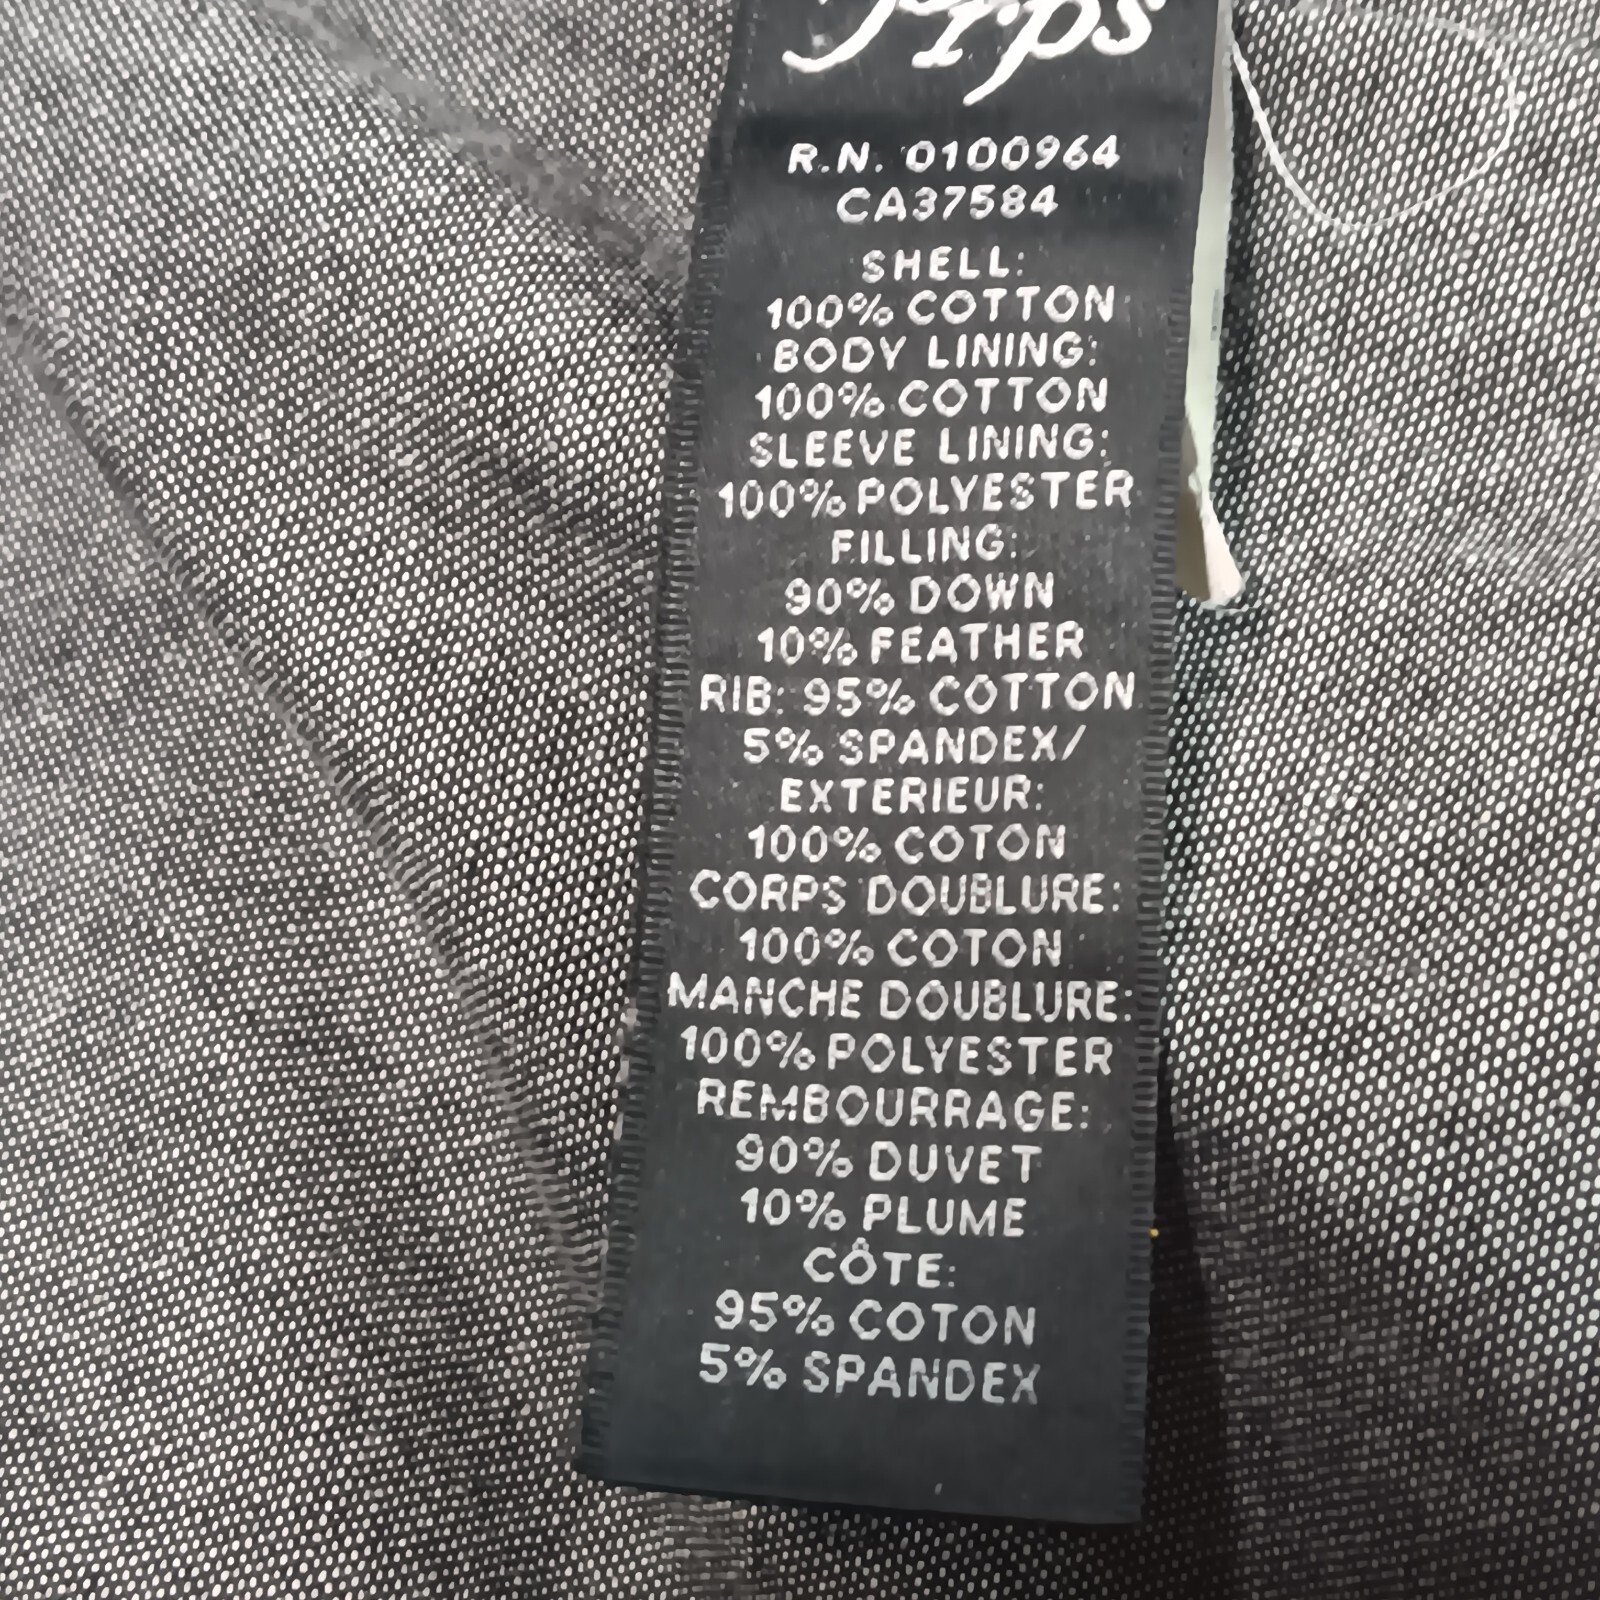 R.N. 0100964
CA37584
SHELL:
100% COTTON
BODY LINING:
100% COTTON
SLEEVE LINING:
100% POLYESTER
FILLING:
90% DOWN
10% FEATHER
RIB: 95% COTTON
5% SPANDEX/
EXTERIEUR:
100% COTON
CORPS DOUBLURE:
100% COTON
MANCHE DOUBLURE:
100% POLYESTER
REMBOURRAGE:
90% DUVET
10% PLUME
CÔTE:
95% COTON
5% SPANDEX